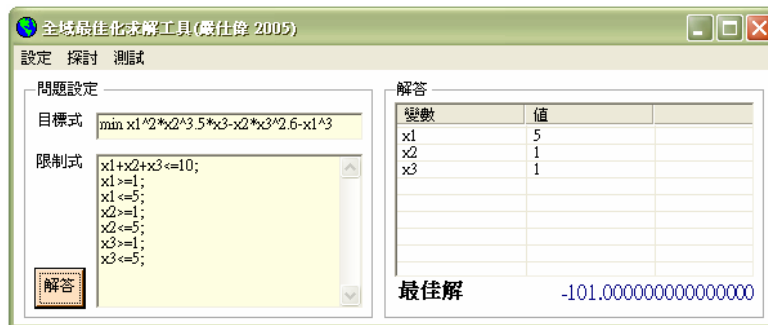 全域最佳化求解工具(嚴仕偉 2005)
設定 探討 測試
問題設定
目標式 min x1^2*x2^3.5*x3-x2*x3^2.6-x1^3
限制式
x1+x2+x3<=10;
x1>=1;
x1<=5;
x2>=1;
x2<=5;
x3>=1;
x3<=5;
解答
解答
變數 值
x1 5
x2 1
x3 1
最佳解 -101.000000000000000